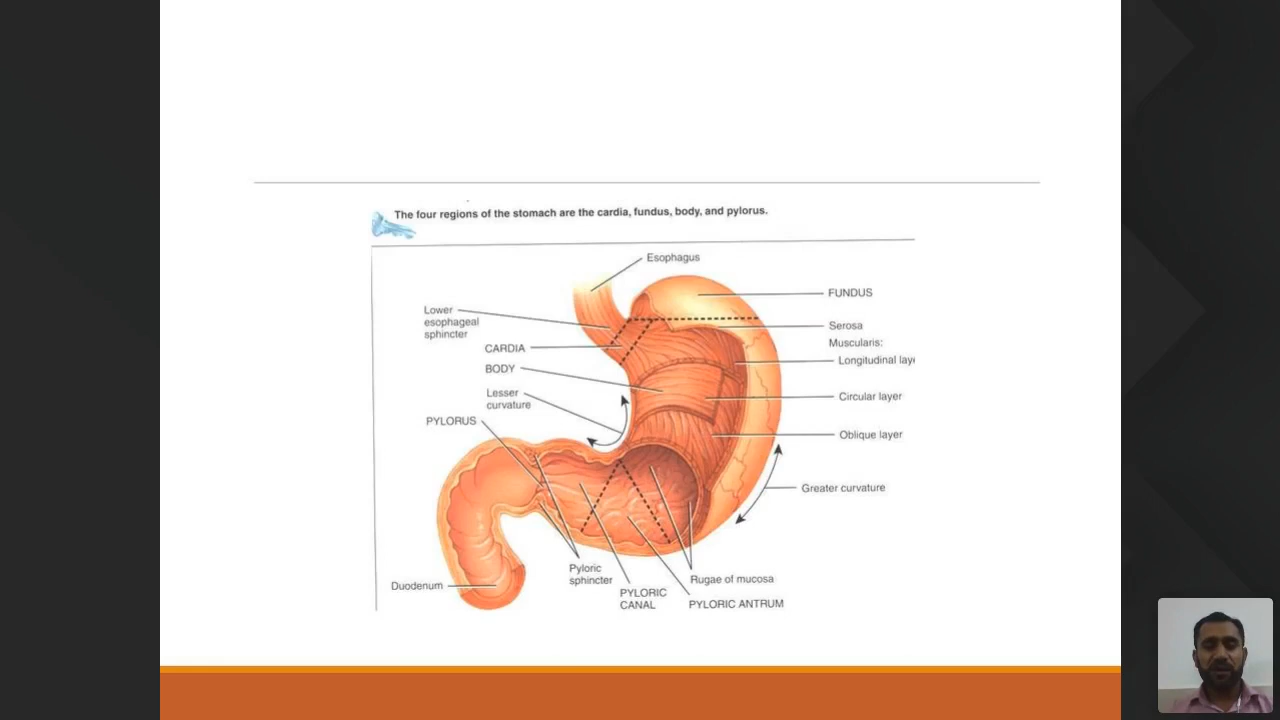 The four regions of the stomach are the cardia, fundus, body, and pylorus.
Esophagus
FUNDUS
Lower
esophageal
sphincter
Serosa
Muscularis:
CARDIA
Longitudinal laye
BODY
Lesser
curvature
Circular layer
PYLORUS
Oblique layer
Greater curvature
Pyloric
sphincter
Rugae of mucosa
Duodenum
PYLORIC
CANAL
PYLORIC ANTRUM